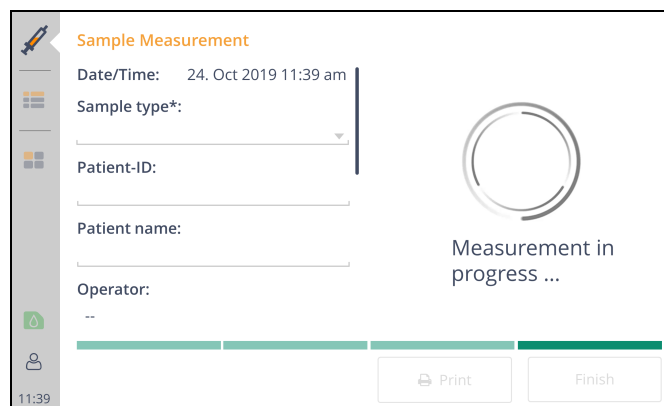 Sample Measurement
Date/Time: 24. Oct 2019 11:39 am
Sample type*:
Patient-ID:
Patient name:
Operator:
--
Measurement in
progress ...
Print
Finish
11:39